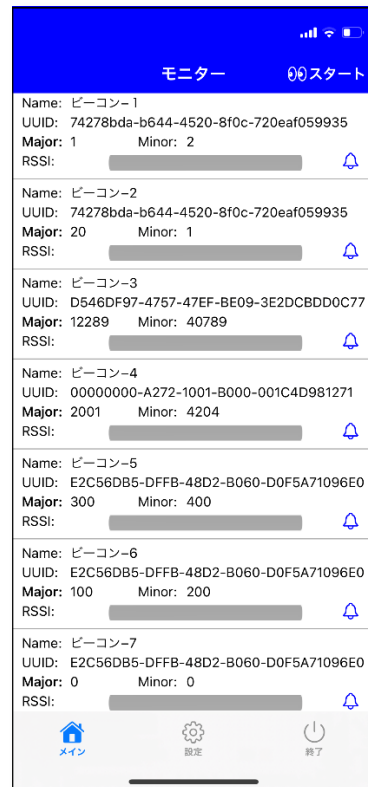 モニター 👀スタート
Name: ビーコン-1
UUID: 74278bda-b644-4520-8f0c-720eaf059935
Major: 1 Minor: 2
RSSI:
Name: ビーコン-2
UUID: 74278bda-b644-4520-8f0c-720eaf059935
Major: 20 Minor: 1
RSSI:
Name: ビーコン-3
UUID: D546DF97-4757-47EF-BE09-3E2DCBDD0C77
Major: 12289 Minor: 40789
RSSI:
Name: ビーコン-4
UUID: 00000000-A272-1001-B000-001C4D981271
Major: 2001 Minor: 4204
RSSI:
Name: ビーコン-5
UUID: E2C56DB5-DFFB-48D2-B060-D0F5A71096E0
Major: 300 Minor: 400
RSSI:
Name: ビーコン-6
UUID: E2C56DB5-DFFB-48D2-B060-D0F5A71096E0
Major: 100 Minor: 200
RSSI:
Name: ビーコン-7
UUID: E2C56DB5-DFFB-48D2-B060-D0F5A71096E0
Major: 0 Minor: 0
RSSI:
メイン 設定 終了